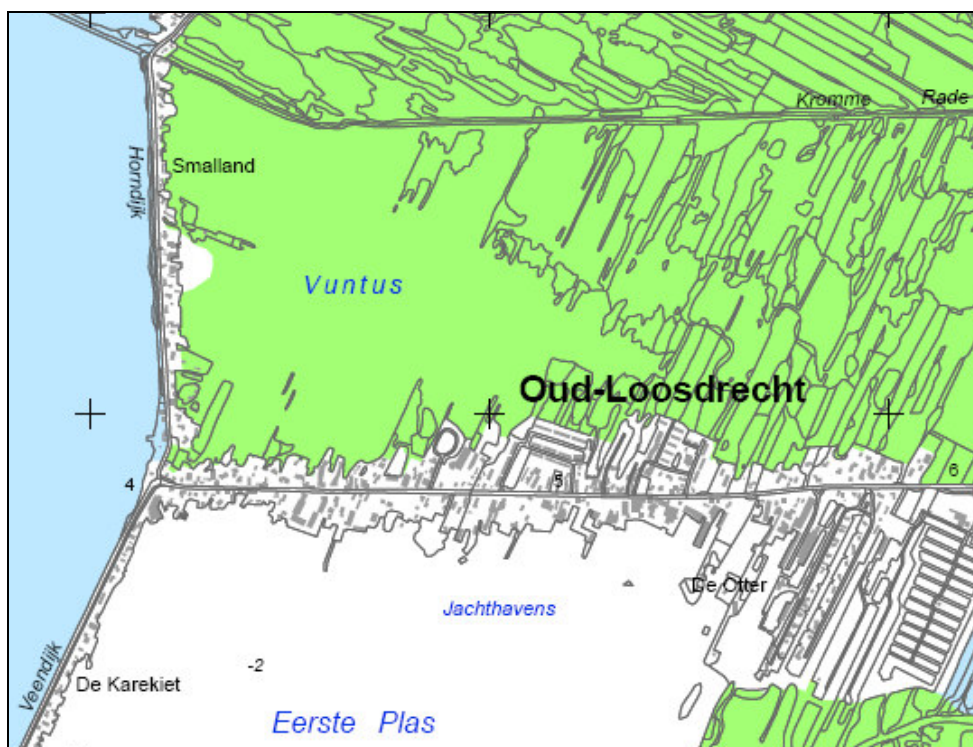 Kromme Rade
Horndijk
Smalland
Vuntus
Oud-Loosdrecht
4
5
6
De Otter
Jachthavens
-2
Veendijk
De Karekiet
Eerste Plas